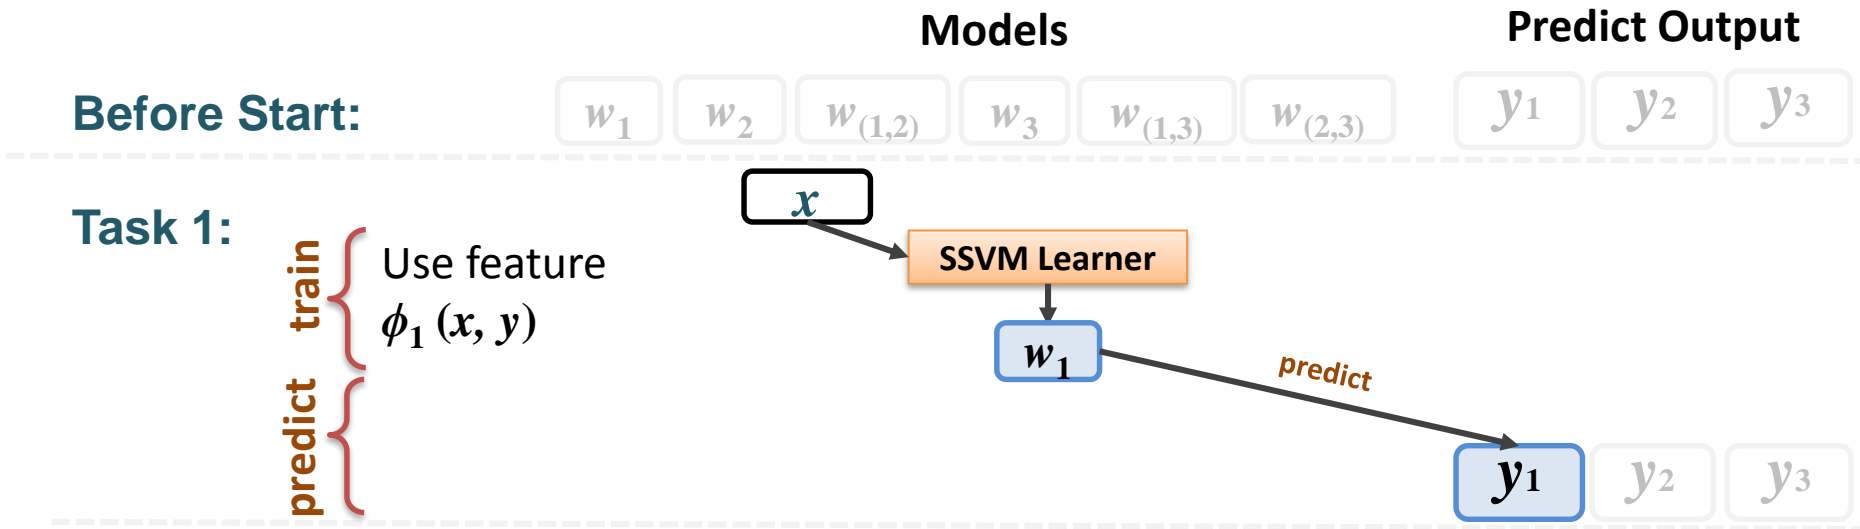 Models Predict Output
Before Start: w1 w2 w(1,2) w3 w(1,3) w(2,3) y1 y2 y3
x
Task 1:
train
Use feature
ϕ1 (x, y)
SSVM Learner
w1
predict
predict
y1 y2 y3